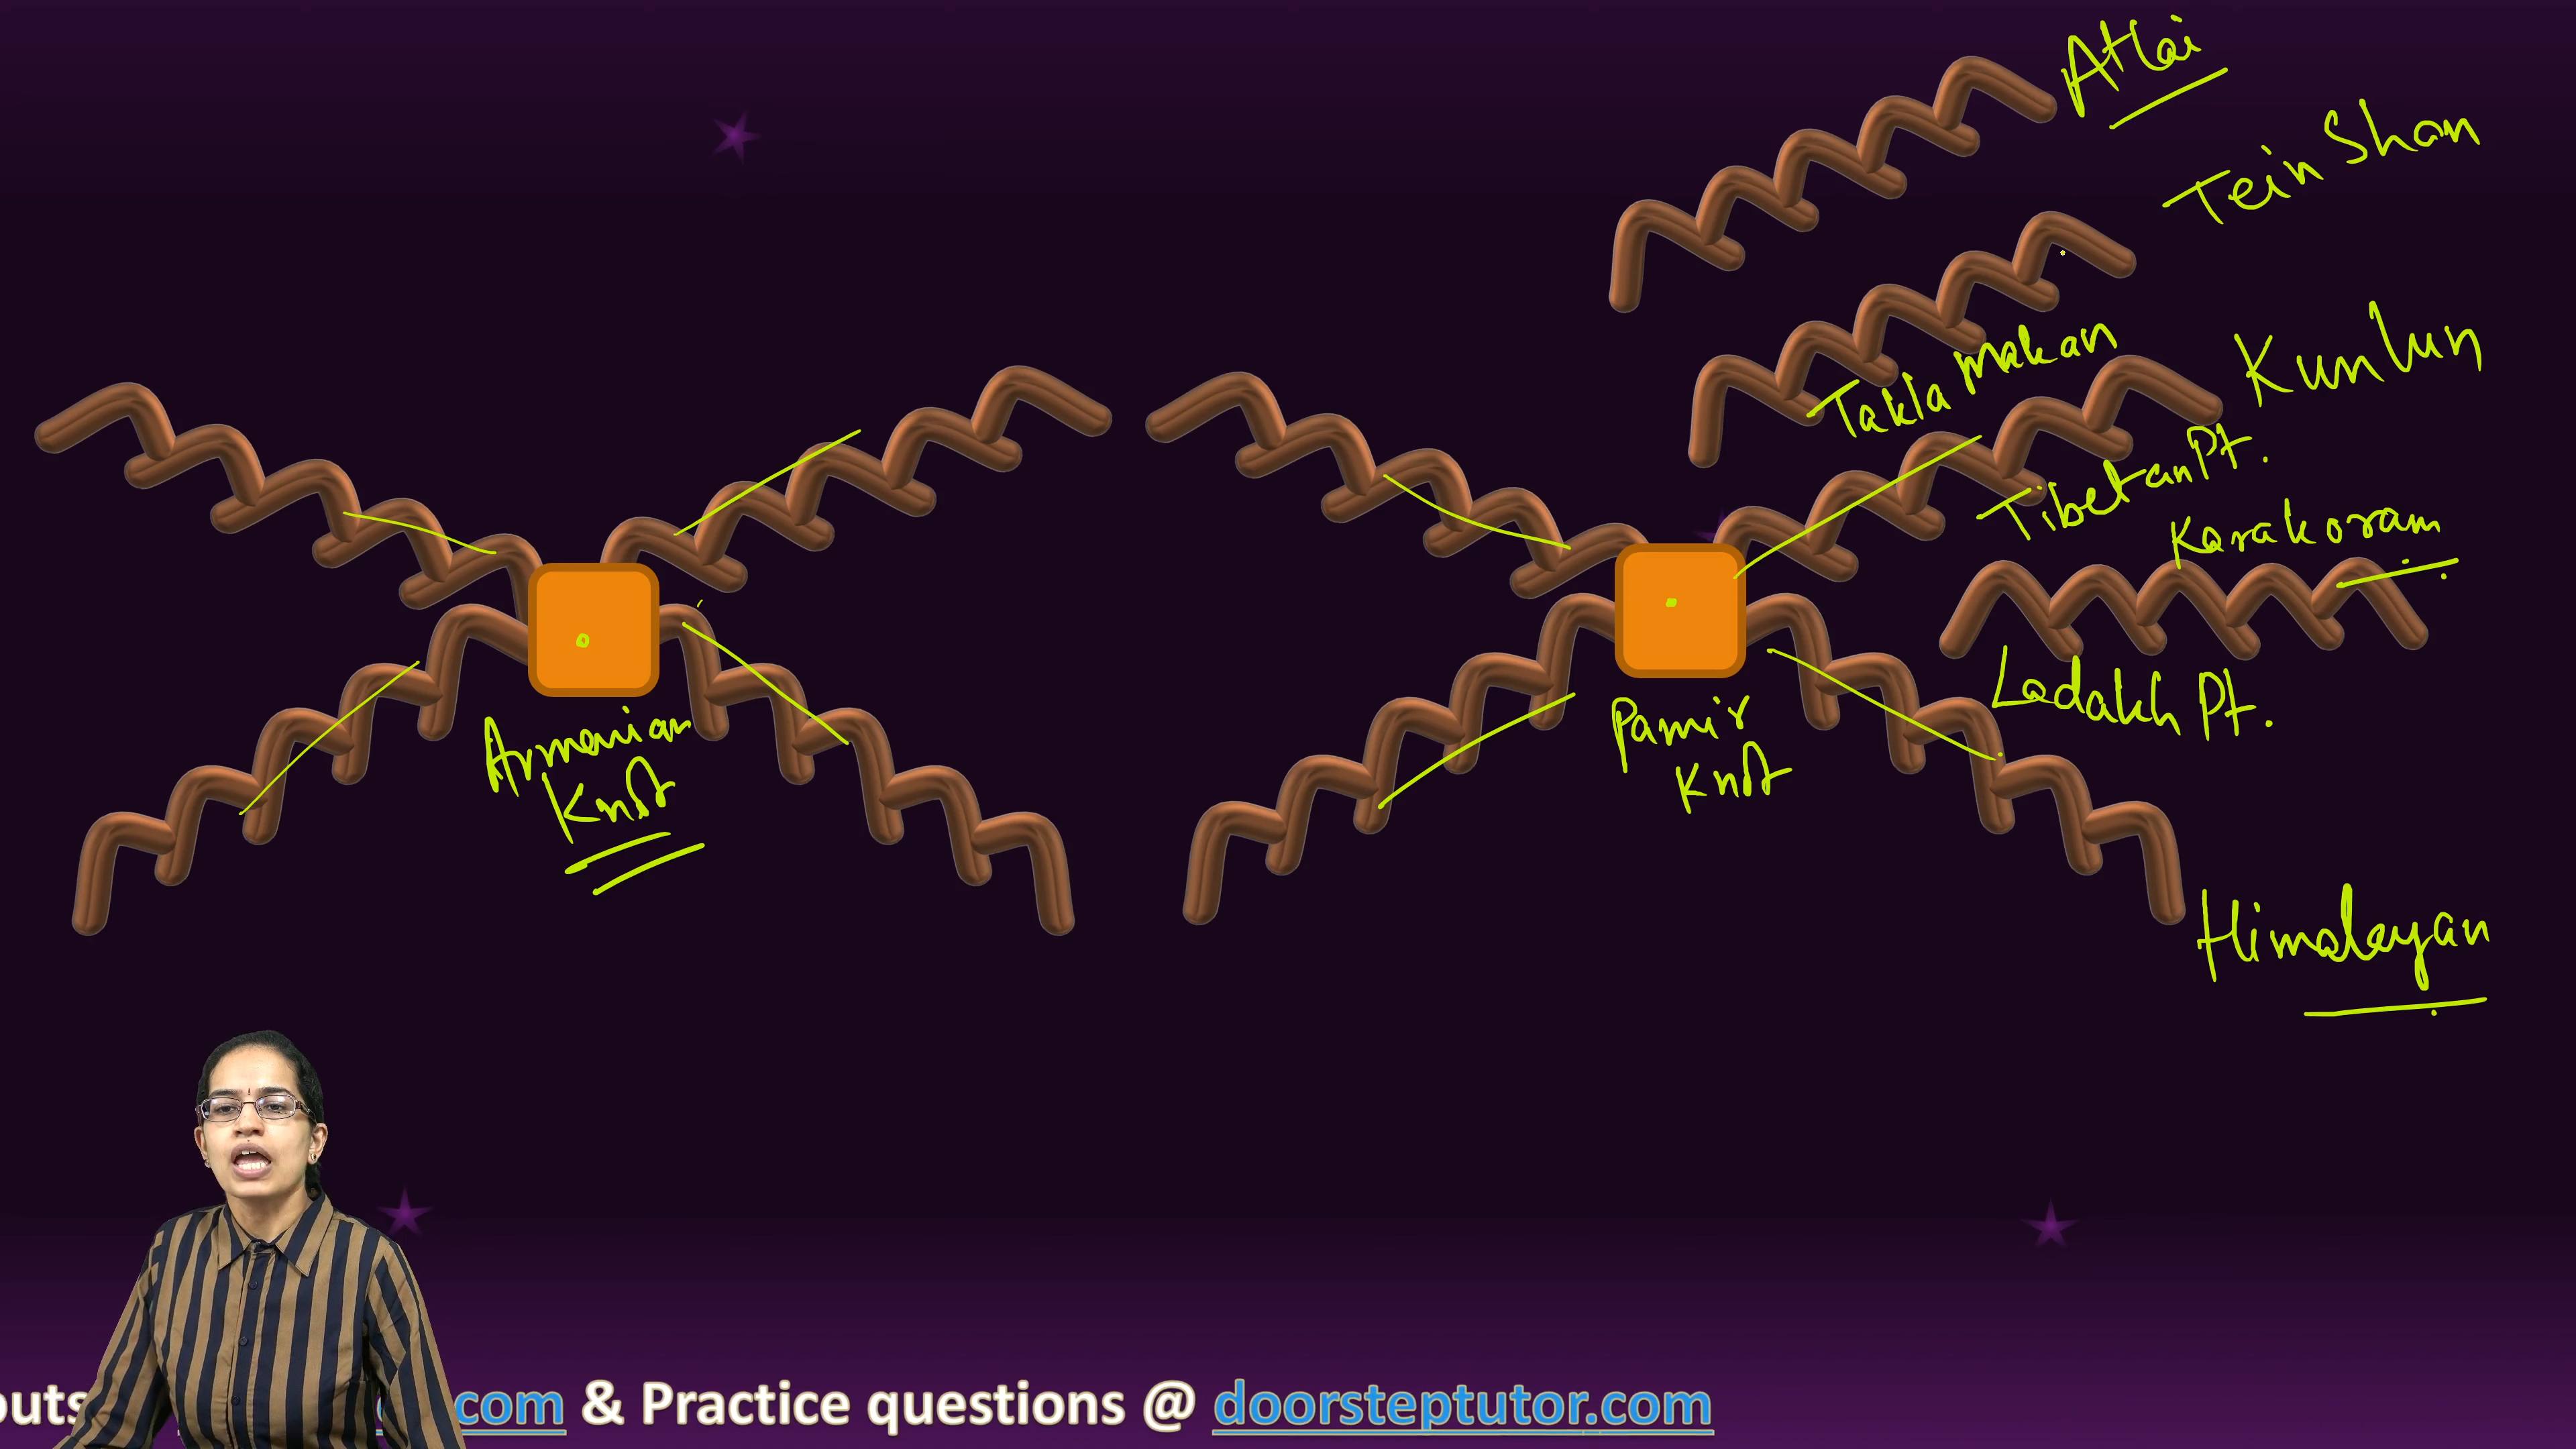 Altai
Tein Shan
Kunlun
Takla makan
Tibetan Pt.
Karakoram
Ladakh Pt.
Armenian
Knot
Pamir
Knot
Himalayan
outs .com & Practice questions @ doorsteptutor.com